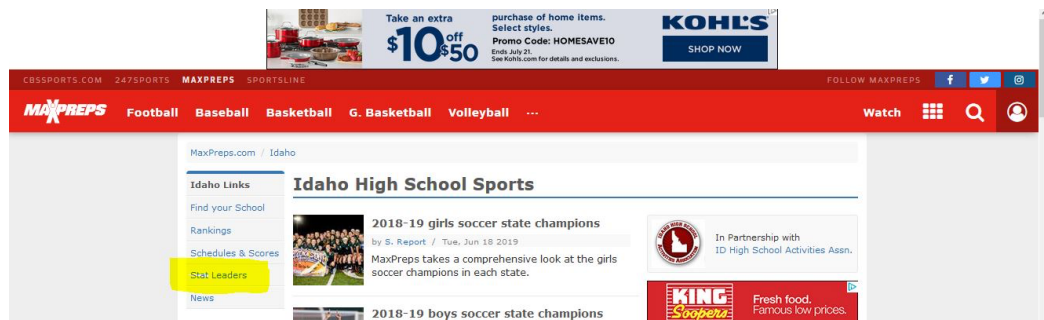 Take an extra
$10 off $50
purchase of home items.
Select styles.
Promo Code: HOMESAVE10
Ends July 21.
See Kohls.com for details and exclusions.
KOHL'S
SHOP NOW
CBSSPORTS.COM 247SPORTS MAXPREPS SPORTSLINE
FOLLOW MAXPREPS
MAXPREPS Football Baseball Basketball G. Basketball Volleyball ...
Watch
MaxPreps.com / Idaho
Idaho Links
Find your School
Rankings
Schedules & Scores
Stat Leaders
News
Idaho High School Sports
2018-19 girls soccer state champions
by S. Report / Tue, Jun 18 2019
MaxPreps takes a comprehensive look at the girls
soccer champions in each state.
2018-19 boys soccer state champions
In Partnership with
ID High School Activities Assn.
KING
Soopers
Fresh food.
Famous low prices.